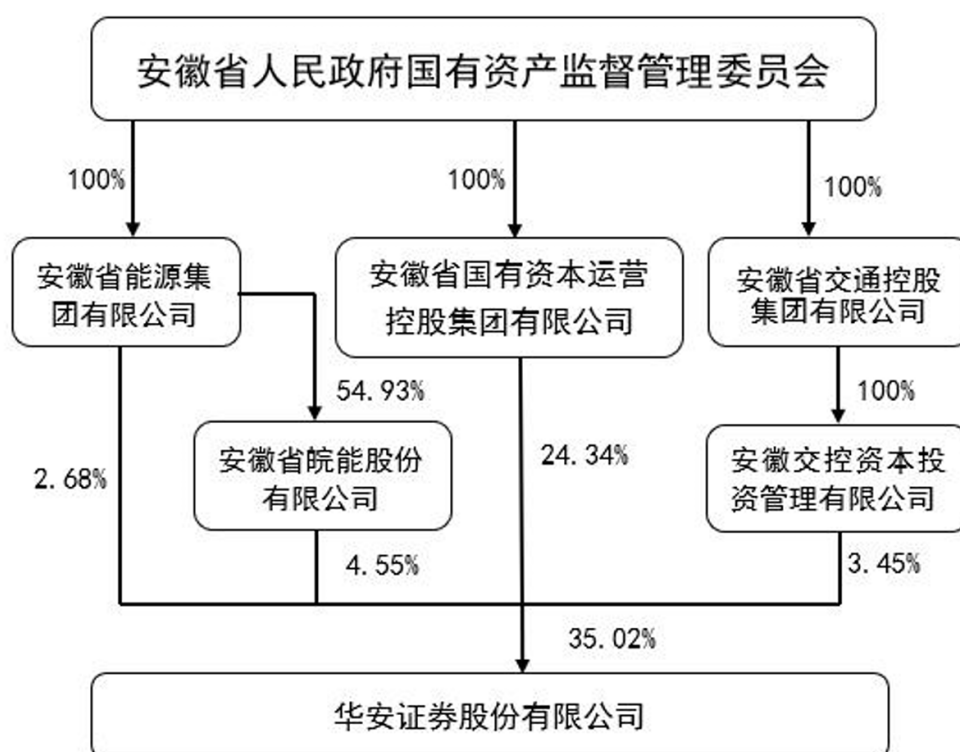 安徽省人民政府国有资产监督管理委员会
100%
100%
100%
安徽省能源集
团有限公司
安徽省国有资本运营
控股集团有限公司
安徽省交通控股
集团有限公司
54.93%
100%
2.68%
安徽省皖能股份
有限公司
24.34%
安徽交控资本投
资管理有限公司
4.55%
3.45%
35.02%
华安证券股份有限公司